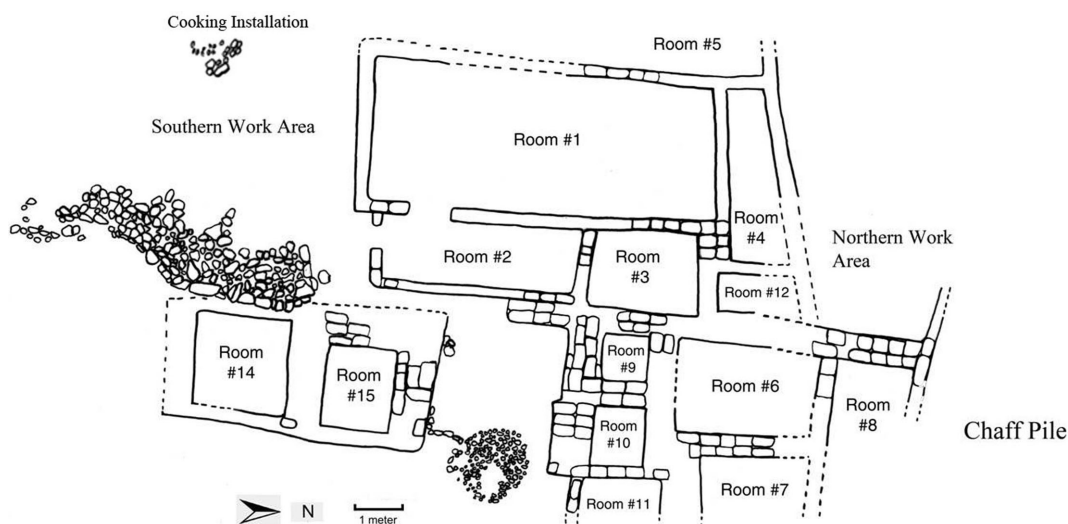 Cooking Installation
Room #5
Southern Work Area
Room #1
Room
#4
Northern Work
Area
Room #2
Room
#3
Room #12
Room
#14
Room
#15
Room
#9
Room #6
Room
#8
Room
#10
Chaff Pile
Room #7
Room #11
N
1 meter